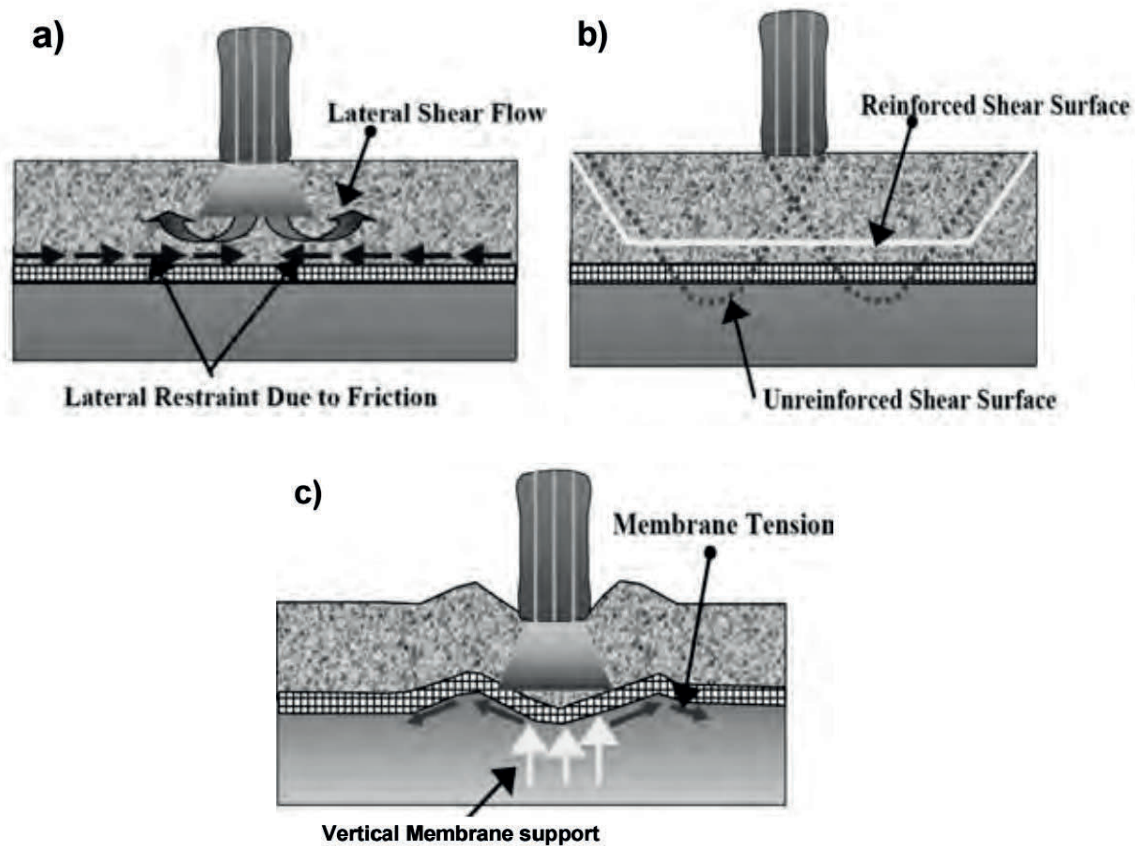 a)
Lateral Shear Flow
Lateral Restraint Due to Friction
b)
Reinforced Shear Surface
Unreinforced Shear Surface
c)
Membrane Tension
Vertical Membrane support